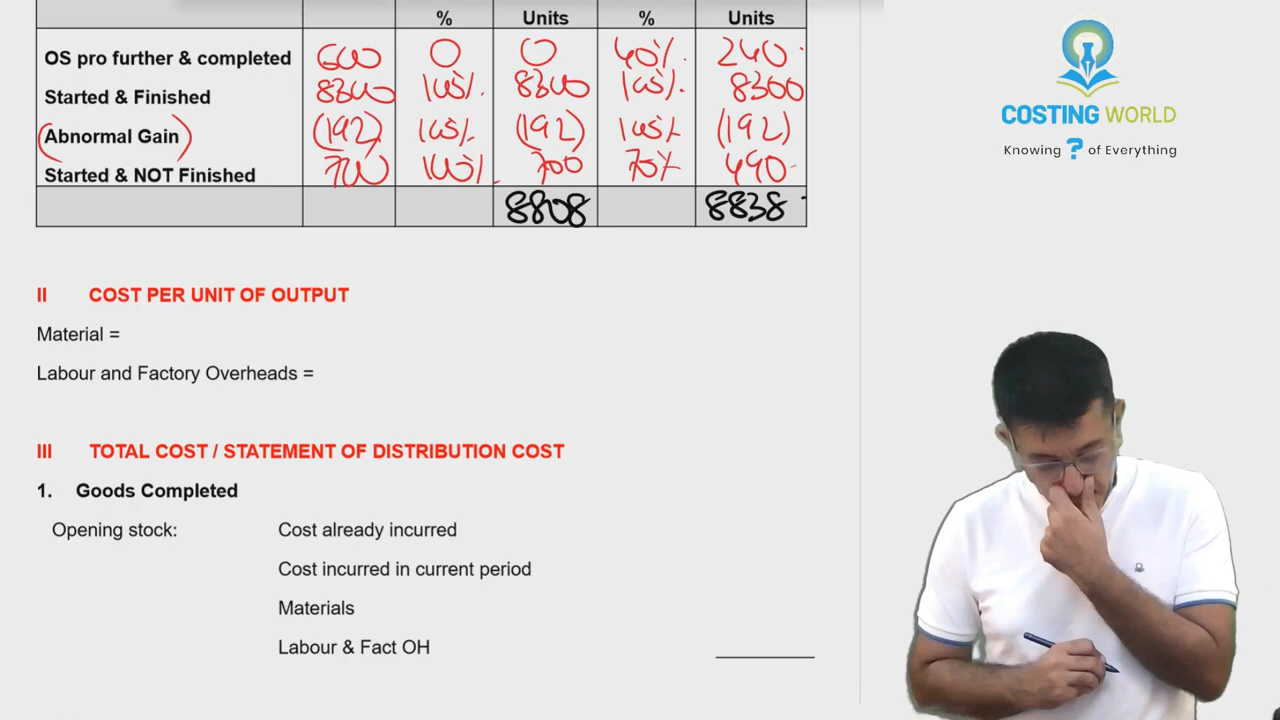 % Units % Units
OS pro further & completed 600 0 0 40% 240
Started & Finished 8300 100% 8300 100% 8300
(Abnormal Gain) (192) 100% (192) 100% (192)
Started & NOT Finished 700 100% 700 70% 490
8808 8838
II COST PER UNIT OF OUTPUT
Material =
Labour and Factory Overheads =
III TOTAL COST / STATEMENT OF DISTRIBUTION COST
1. Goods Completed
Opening stock: Cost already incurred
Cost incurred in current period
Materials
Labour & Fact OH
COSTING WORLD
Knowing ? of Everything